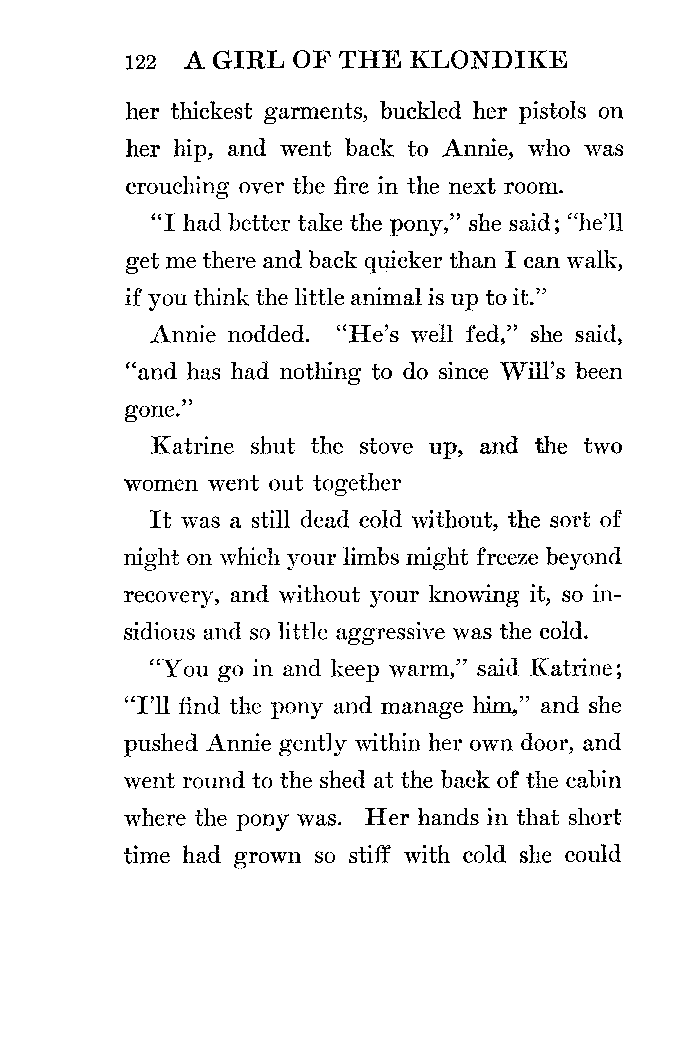 122 A GIRL OF THE KLONDIKE
her thickest garments, buckled her pistols on
her hip, and went back to Annie, who was
crouching over the fire in the next room.
“I had better take the pony,” she said; “he’ll
get me there and back quicker than I can walk,
if you think the little animal is up to it.”
Annie nodded. “He’s well fed,” she said,
“and has had nothing to do since Will’s been
gone.”
Katrine shut the stove up, and the two
women went out together
It was a still dead cold without, the sort of
night on which your limbs might freeze beyond
recovery, and without your knowing it, so in-
sidious and so little aggressive was the cold.
“You go in and keep warm,” said Katrine;
“I’ll find the pony and manage him,” and she
pushed Annie gently within her own door, and
went round to the shed at the back of the cabin
where the pony was. Her hands in that short
time had grown so stiff with cold she could